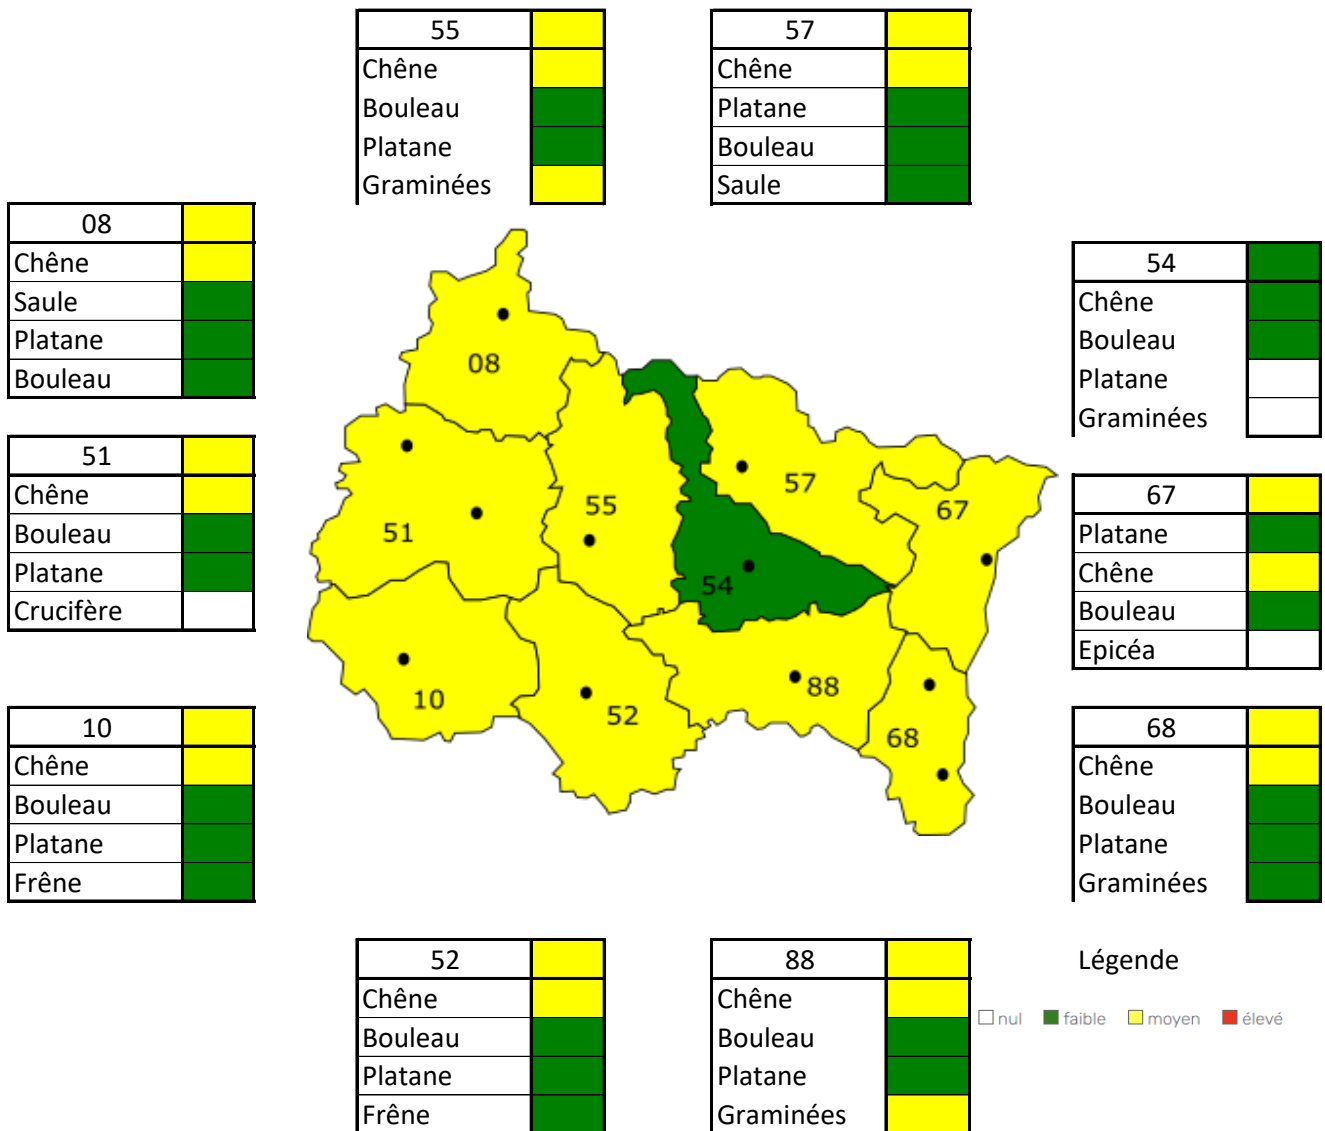 55
Chêne
Bouleau
Platane
Graminées
57
Chêne
Platane
Bouleau
Saule
08
Chêne
Saule
Platane
Bouleau
51
Chêne
Bouleau
Platane
Crucifère
10
Chêne
Bouleau
Platane
Frêne
08
51
55
57
67
54
10
52
88
68
54
Chêne
Bouleau
Platane
Graminées
67
Platane
Chêne
Bouleau
Epicéa
68
Chêne
Bouleau
Platane
Graminées
52
Chêne
Bouleau
Platane
Frêne
88
Chêne
Bouleau
Platane
Graminées
Légende
nul faible moyen élevé